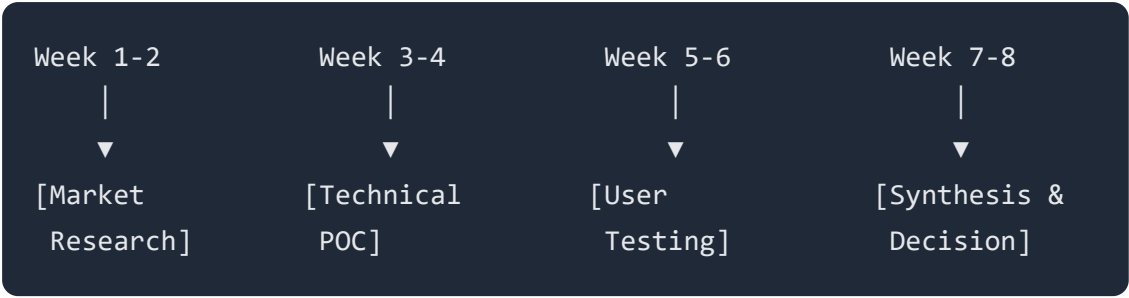 Week 1-2 Week 3-4 Week 5-6 Week 7-8
| | | |
▼ ▼ ▼ ▼
[Market [Technical [User [Synthesis &
Research] POC] Testing] Decision]